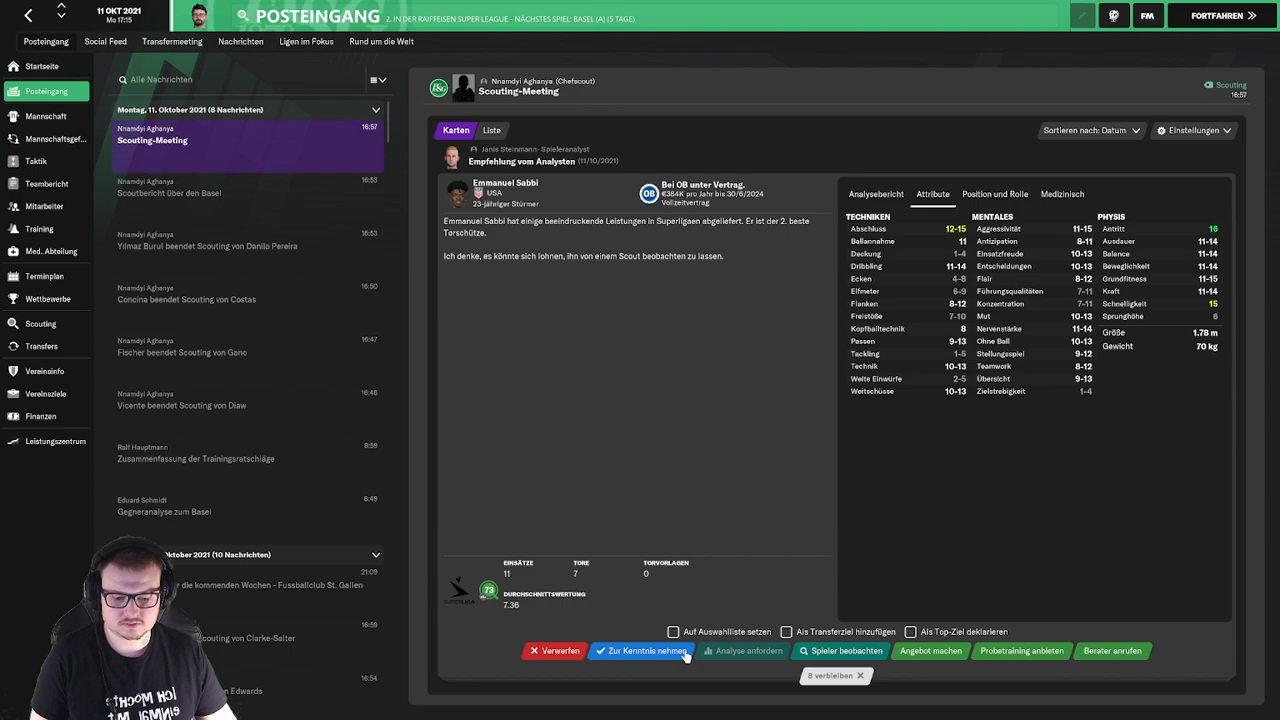 11 OKT 2021
Mo 17:15
POSTEINGANG
2. IN DER RAIFFEISEN SUPER LEAGUE - NÄCHSTES SPIEL: BASEL (A) (5 TAGE)
FM
FORTFAHREN
Posteingang
Social Feed
Transfermeeting
Nachrichten
Ligen im Fokus
Rund um die Welt
Startseite
Posteingang
Mannschaft
Mannschaftsgef...
Taktik
Teambericht
Mitarbeiter
Training
Med. Abteilung
Terminplan
Wettbewerbe
Scouting
Transfers
Vereinsinfo
Vereinsziele
Finanzen
Leistungszentrum
Alle Nachrichten
Montag, 11. Oktober 2021 (8 Nachrichten)
Nnamdyi Aghanya 16:57
Scouting-Meeting
Nnamdyi Aghanya 16:53
Scoutbericht über den Basel
Nnamdyi Aghanya 16:53
Yilmaz Burul beendet Scouting von Danilo Pereira
Nnamdyi Aghanya 16:50
Concina beendet Scouting von Costas
Nnamdyi Aghanya 16:47
Fischer beendet Scouting von Gano
Nnamdyi Aghanya 16:46
Vicente beendet Scouting von Diaw
Ralf Hauptmann 8:59
Zusammenfassung der Trainingsratschläge
Eduard Schmidt 8:49
Gegneranalyse zum Basel
ktober 2021 (10 Nachrichten)
21:09
r die kommenden Wochen - Fussballclub St. Gallen
16:59
couting von Clarke-Salter
16:54
Edwards
Nnamdyi Aghanya (Chefscout)
Scouting-Meeting
Scouting
16:57
Karten
Liste
Sortieren nach: Datum
Einstellungen
Janis Steinmann - Spieleranalyst
Empfehlung vom Analysten (11/10/2021)
Emmanuel Sabbi
USA
23-jähriger Stürmer
OB
Bei OB unter Vertrag.
€384K pro Jahr bis 30/6/2024
Vollzeitvertrag
Emmanuel Sabbi hat einige beeindruckende Leistungen in Superligaen abgeliefert. Er ist der 2. beste
Torschütze.
Ich denke, es könnte sich lohnen, ihn von einem Scout beobachten zu lassen.
EINSÄTZE TORE TORVORLAGEN
11 7 0
73
DURCHSCHNITTSWERTUNG
7.36
Analysebericht
Attribute
Position und Rolle
Medizinisch
TECHNIKEN MENTALES PHYSIS
Abschluss 12-15 Aggressivität 11-15 Antritt 16
Ballannahme 11 Antizipation 8-11 Ausdauer 11-14
Deckung 1-4 Einsatzfreude 10-13 Balance 11-14
Dribbling 11-14 Entscheidungen 10-13 Beweglichkeit 11-14
Ecken 4-8 Flair 8-12 Grundfitness 11-15
Elfmeter 6-9 Führungsqualitäten 7-11 Kraft 11-14
Flanken 8-12 Konzentration 7-11 Schnelligkeit 15
Freistöße 7-10 Mut 10-13 Sprunghöhe 6
Kopfballtechnik 8 Nervenstärke 11-14 Größe 1.78 m
Passen 9-13 Ohne Ball 10-13 Gewicht 70 kg
Tackling 1-5 Stellungsspiel 9-12
Technik 10-13 Teamwork 8-12
Weite Einwürfe 2-5 Übersicht 9-13
Weitschüsse 10-13 Zielstrebigkeit 1-4
Auf Auswahlliste setzen
Als Transferziel hinzufügen
Als Top-Ziel deklarieren
Verwerfen
Zur Kenntnis nehmen
Analyse anfordern
Spieler beobachten
Angebot machen
Probetraining anbieten
Berater anrufen
8 verbleiben